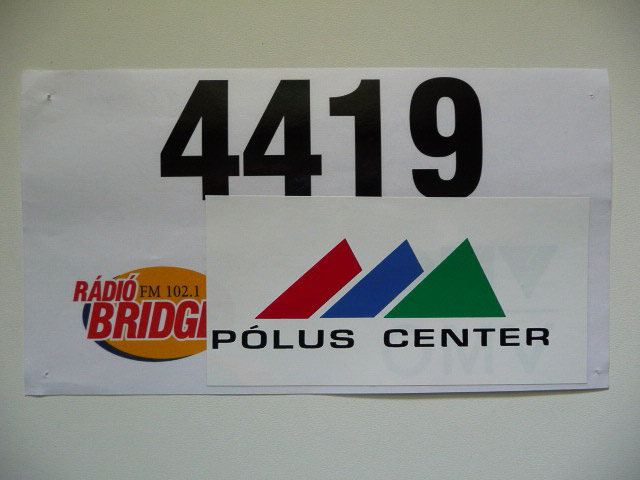 4419
RÁDIÓ
FM 102.1
BRIDG
PÓLUS CENTER